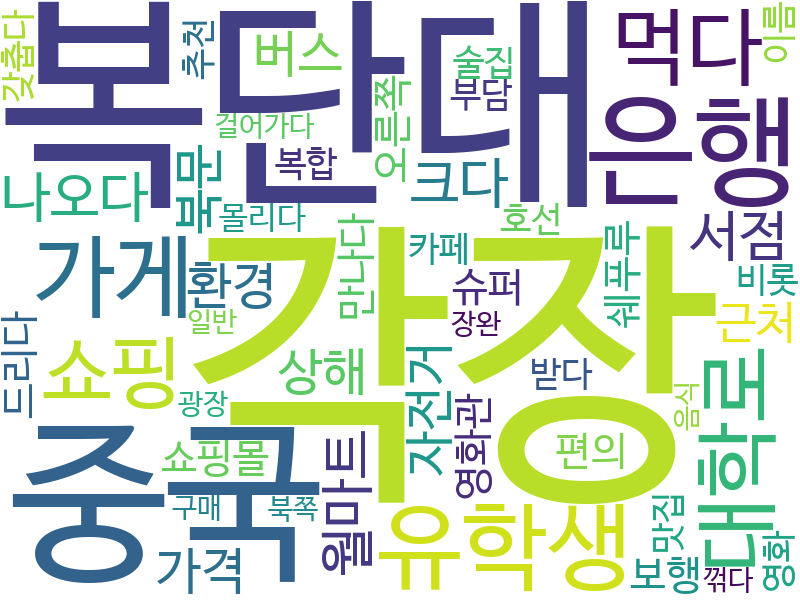 복단대
먹다
이름
갖춥다
추천
버스
술집
부담
은행
오른쪽
걸어가다
복합
크다
나오다
북문
몰리다
호선
서점
카페
만나다
가게
환경
각장
슈퍼
쉐푸루
비롯
일반
장완
근처
드리다
쇼핑
상해
자전거
받다
대학로
광장
음식
중국
쇼핑몰
월마트
영화관
편의
구매
북쪽
유학생
맛집
가격
보행
꺾다
영화